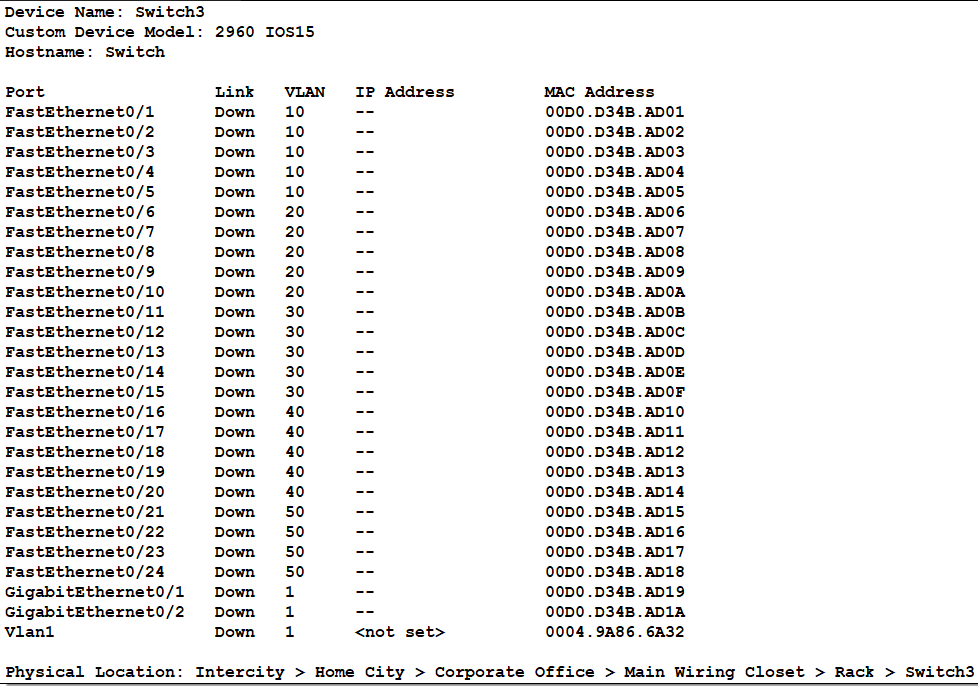 Device Name: Switch3
Custom Device Model: 2960 IOS15
Hostname: Switch
Port Link VLAN IP Address MAC Address
FastEthernet0/1 Down 10 -- 00D0.D34B.AD01
FastEthernet0/2 Down 10 -- 00D0.D34B.AD02
FastEthernet0/3 Down 10 -- 00D0.D34B.AD03
FastEthernet0/4 Down 10 -- 00D0.D34B.AD04
FastEthernet0/5 Down 10 -- 00D0.D34B.AD05
FastEthernet0/6 Down 20 -- 00D0.D34B.AD06
FastEthernet0/7 Down 20 -- 00D0.D34B.AD07
FastEthernet0/8 Down 20 -- 00D0.D34B.AD08
FastEthernet0/9 Down 20 -- 00D0.D34B.AD09
FastEthernet0/10 Down 20 -- 00D0.D34B.AD0A
FastEthernet0/11 Down 30 -- 00D0.D34B.AD0B
FastEthernet0/12 Down 30 -- 00D0.D34B.AD0C
FastEthernet0/13 Down 30 -- 00D0.D34B.AD0D
FastEthernet0/14 Down 30 -- 00D0.D34B.AD0E
FastEthernet0/15 Down 30 -- 00D0.D34B.AD0F
FastEthernet0/16 Down 40 -- 00D0.D34B.AD10
FastEthernet0/17 Down 40 -- 00D0.D34B.AD11
FastEthernet0/18 Down 40 -- 00D0.D34B.AD12
FastEthernet0/19 Down 40 -- 00D0.D34B.AD13
FastEthernet0/20 Down 40 -- 00D0.D34B.AD14
FastEthernet0/21 Down 50 -- 00D0.D34B.AD15
FastEthernet0/22 Down 50 -- 00D0.D34B.AD16
FastEthernet0/23 Down 50 -- 00D0.D34B.AD17
FastEthernet0/24 Down 50 -- 00D0.D34B.AD18
GigabitEthernet0/1 Down 1 -- 00D0.D34B.AD19
GigabitEthernet0/2 Down 1 -- 00D0.D34B.AD1A
Vlan1 Down 1 <not set> 0004.9A86.6A32
Physical Location: Intercity > Home City > Corporate Office > Main Wiring Closet > Rack > Switch3